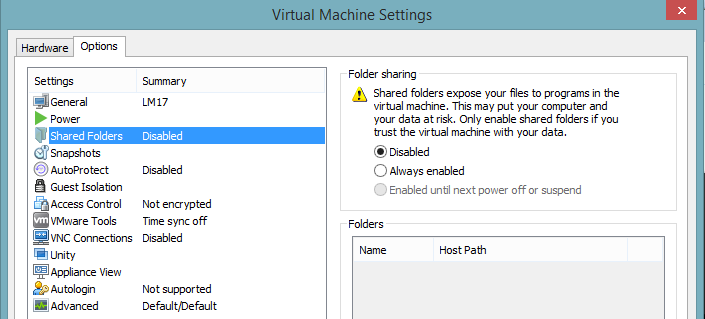 Virtual Machine Settings
Hardware Options
Settings Summary
General LM17
Power
Shared Folders Disabled
Snapshots
AutoProtect Disabled
Guest Isolation
Access Control Not encrypted
vm VMware Tools Time sync off
VNC Connections Disabled
Unity
Appliance View
Autologin Not supported
Advanced Default/Default
Folder sharing
Shared folders expose your files to programs in the
virtual machine. This may put your computer and
your data at risk. Only enable shared folders if you
trust the virtual machine with your data.
Disabled
Always enabled
Enabled until next power off or suspend
Folders
Name Host Path